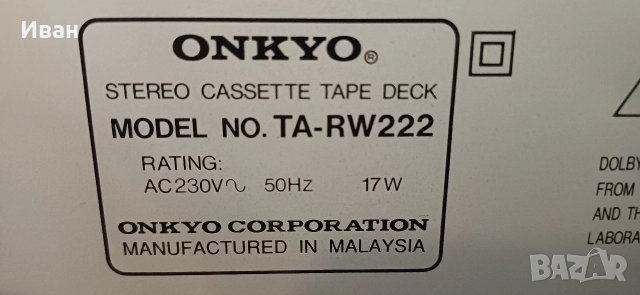 Иван
ONKYO®
STEREO CASSETTE TAPE DECK
MODEL NO. TA-RW222
RATING:
AC230V∿ 50Hz 17W
ONKYO CORPORATION
MANUFACTURED IN MALAYSIA
DOLBY
FROM
AND TH
LABORA
BAZAR